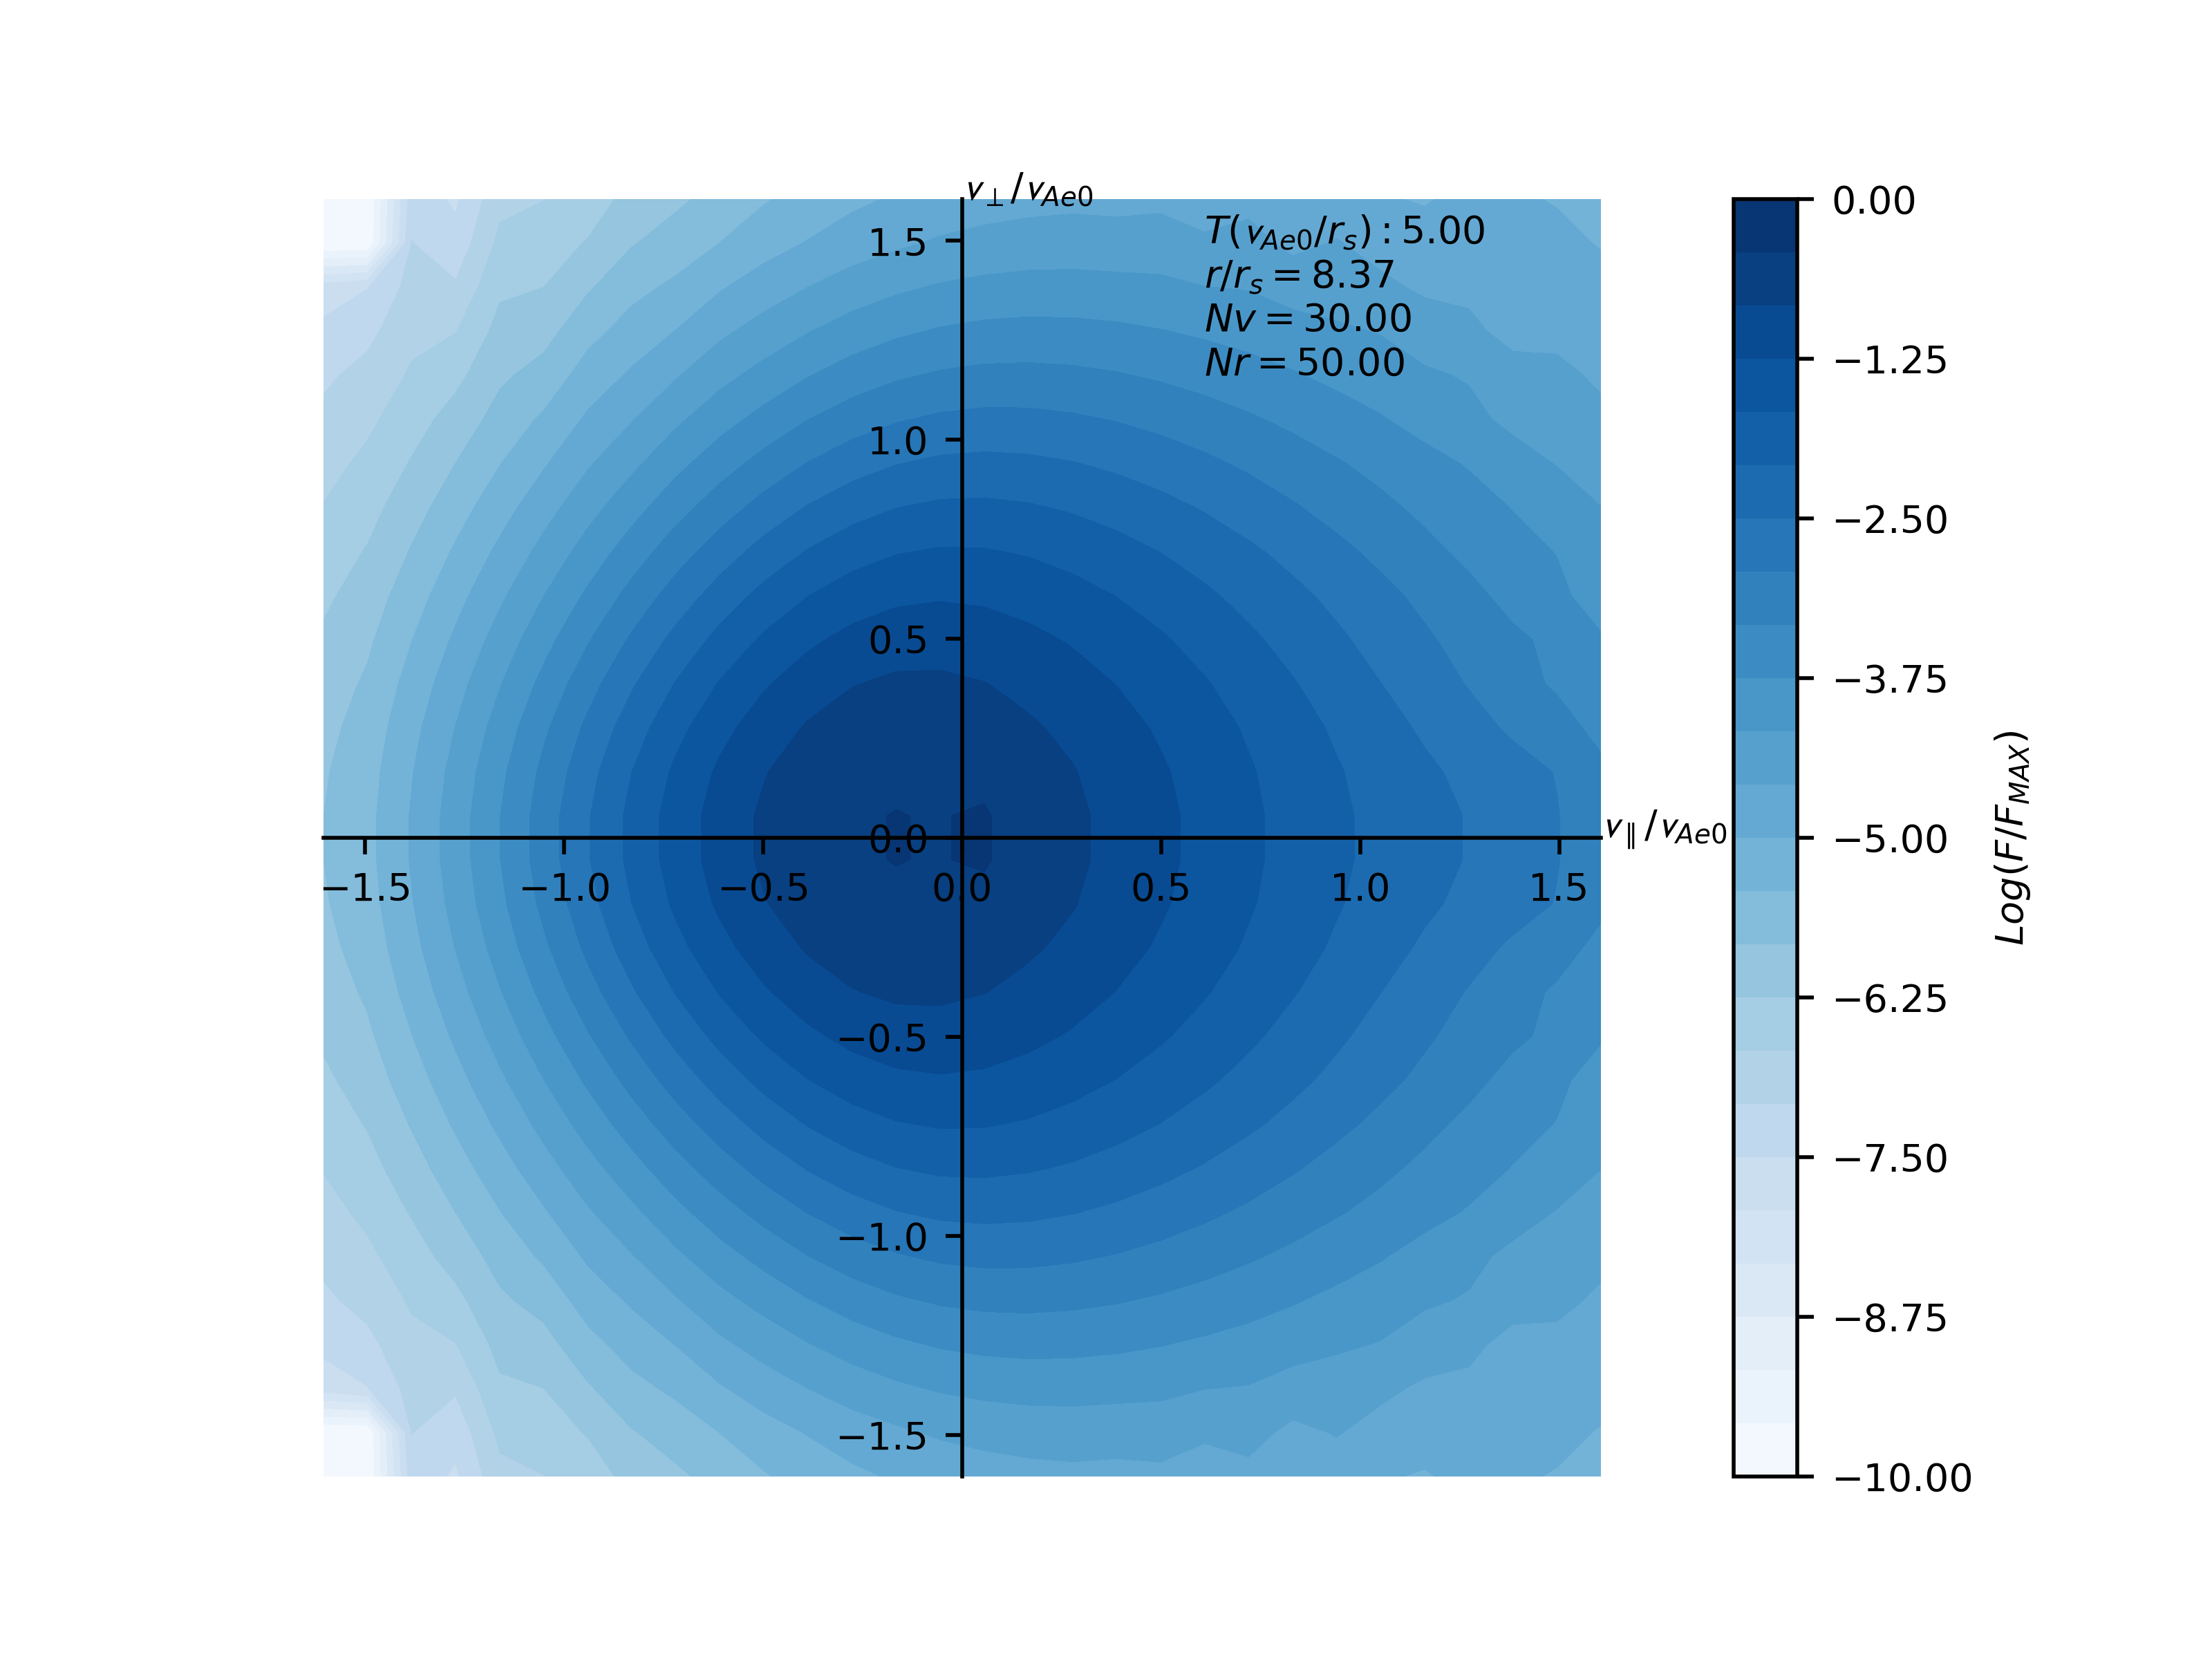 v⊥/vAe0
T(vAe0/rs) : 5.00
r/rs = 8.37
Nv = 30.00
Nr = 50.00
1.5
1.0
0.5
0.0
−0.5
−1.0
−1.5
−1.5 −1.0 −0.5 0.0 0.5 1.0 1.5
v∥/vAe0
0.00
−1.25
−2.50
−3.75
−5.00
−6.25
−7.50
−8.75
−10.00
Log(F/FMAX)